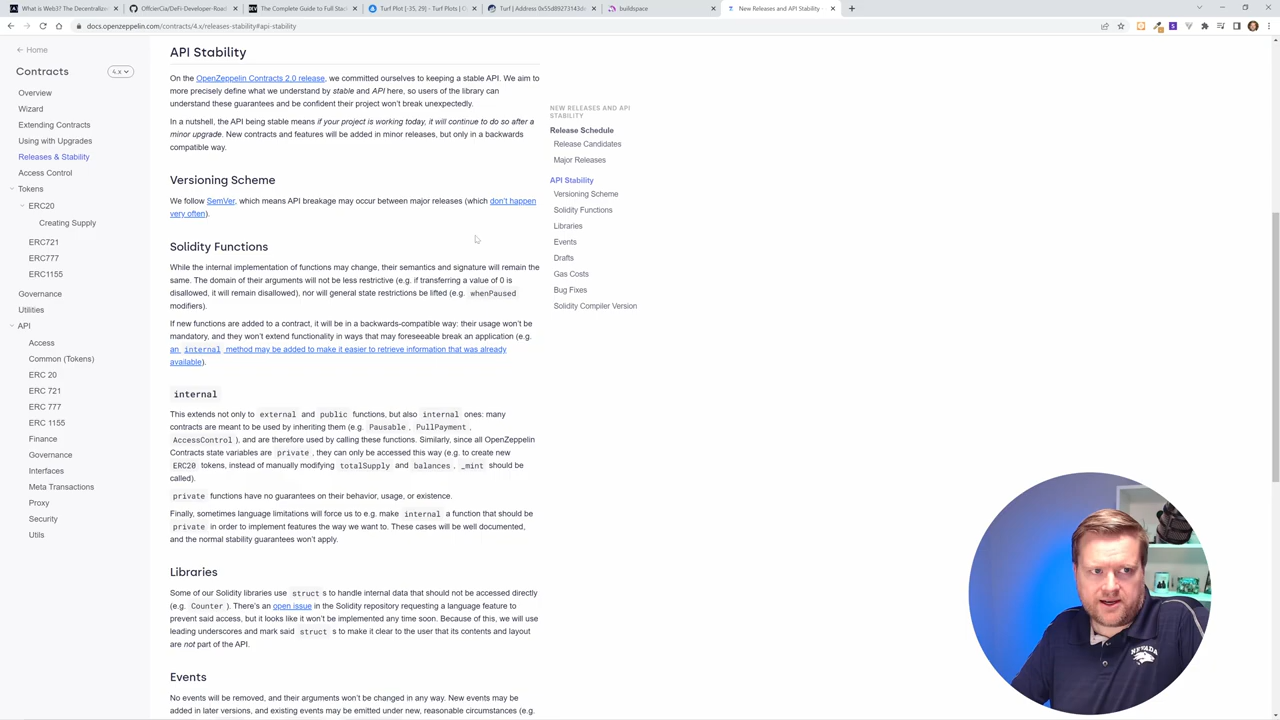 What is Web3? The Decentralize
OffcierCia/DeFi-Developer-Road
The Complete Guide to Full Stac
Turf Plot [-35, 29] - Turf Plots | C
Turf | Address 0x55d89273143d
buildspace
New Releases and API Stability
docs.openzeppelin.com/contracts/4.x/releases-stability#api-stability
Home
Contracts
4.x
Overview
Wizard
Extending Contracts
Using with Upgrades
Releases & Stability
Access Control
Tokens
ERC20
Creating Supply
ERC721
ERC777
ERC1155
Governance
Utilities
API
Access
Common (Tokens)
ERC 20
ERC 721
ERC 777
ERC 1155
Finance
Governance
Interfaces
Meta Transactions
Proxy
Security
Utils
API Stability
On the OpenZeppelin Contracts 2.0 release, we committed ourselves to keeping a stable API. We aim to
more precisely define what we understand by stable and API here, so users of the library can
understand these guarantees and be confident their project won't break unexpectedly.
In a nutshell, the API being stable means if your project is working today, it will continue to do so after a
minor upgrade. New contracts and features will be added in minor releases, but only in a backwards
compatible way.
Versioning Scheme
We follow SemVer, which means API breakage may occur between major releases (which don't happen
very often).
Solidity Functions
While the internal implementation of functions may change, their semantics and signature will remain the
same. The domain of their arguments will not be less restrictive (e.g. if transferring a value of 0 is
disallowed, it will remain disallowed), nor will general state restrictions be lifted (e.g. whenPaused
modifiers).
If new functions are added to a contract, it will be in a backwards-compatible way: their usage won't be
mandatory, and they won't extend functionality in ways that may foreseeable break an application (e.g.
an internal method may be added to make it easier to retrieve information that was already
available).
internal
This extends not only to external and public functions, but also internal ones: many
contracts are meant to be used by inheriting them (e.g. Pausable, PullPayment,
AccessControl), and are therefore used by calling these functions. Similarly, since all OpenZeppelin
Contracts state variables are private, they can only be accessed this way (e.g. to create new
ERC20 tokens, instead of manually modifying totalSupply and balances, _mint should be
called).
private functions have no guarantees on their behavior, usage, or existence.
Finally, sometimes language limitations will force us to e.g. make internal a function that should be
private in order to implement features the way we want to. These cases will be well documented,
and the normal stability guarantees won't apply.
Libraries
Some of our Solidity libraries use struct s to handle internal data that should not be accessed directly
(e.g. Counter). There's an open issue in the Solidity repository requesting a language feature to
prevent said access, but it looks like it won't be implemented any time soon. Because of this, we will use
leading underscores and mark said struct s to make it clear to the user that its contents and layout
are not part of the API.
Events
No events will be removed, and their arguments won't be changed in any way. New events may be
added in later versions, and existing events may be emitted under new, reasonable circumstances (e.g.
NEW RELEASES AND API
STABILITY
Release Schedule
Release Candidates
Major Releases
API Stability
Versioning Scheme
Solidity Functions
Libraries
Events
Drafts
Gas Costs
Bug Fixes
Solidity Compiler Version
NEVADA